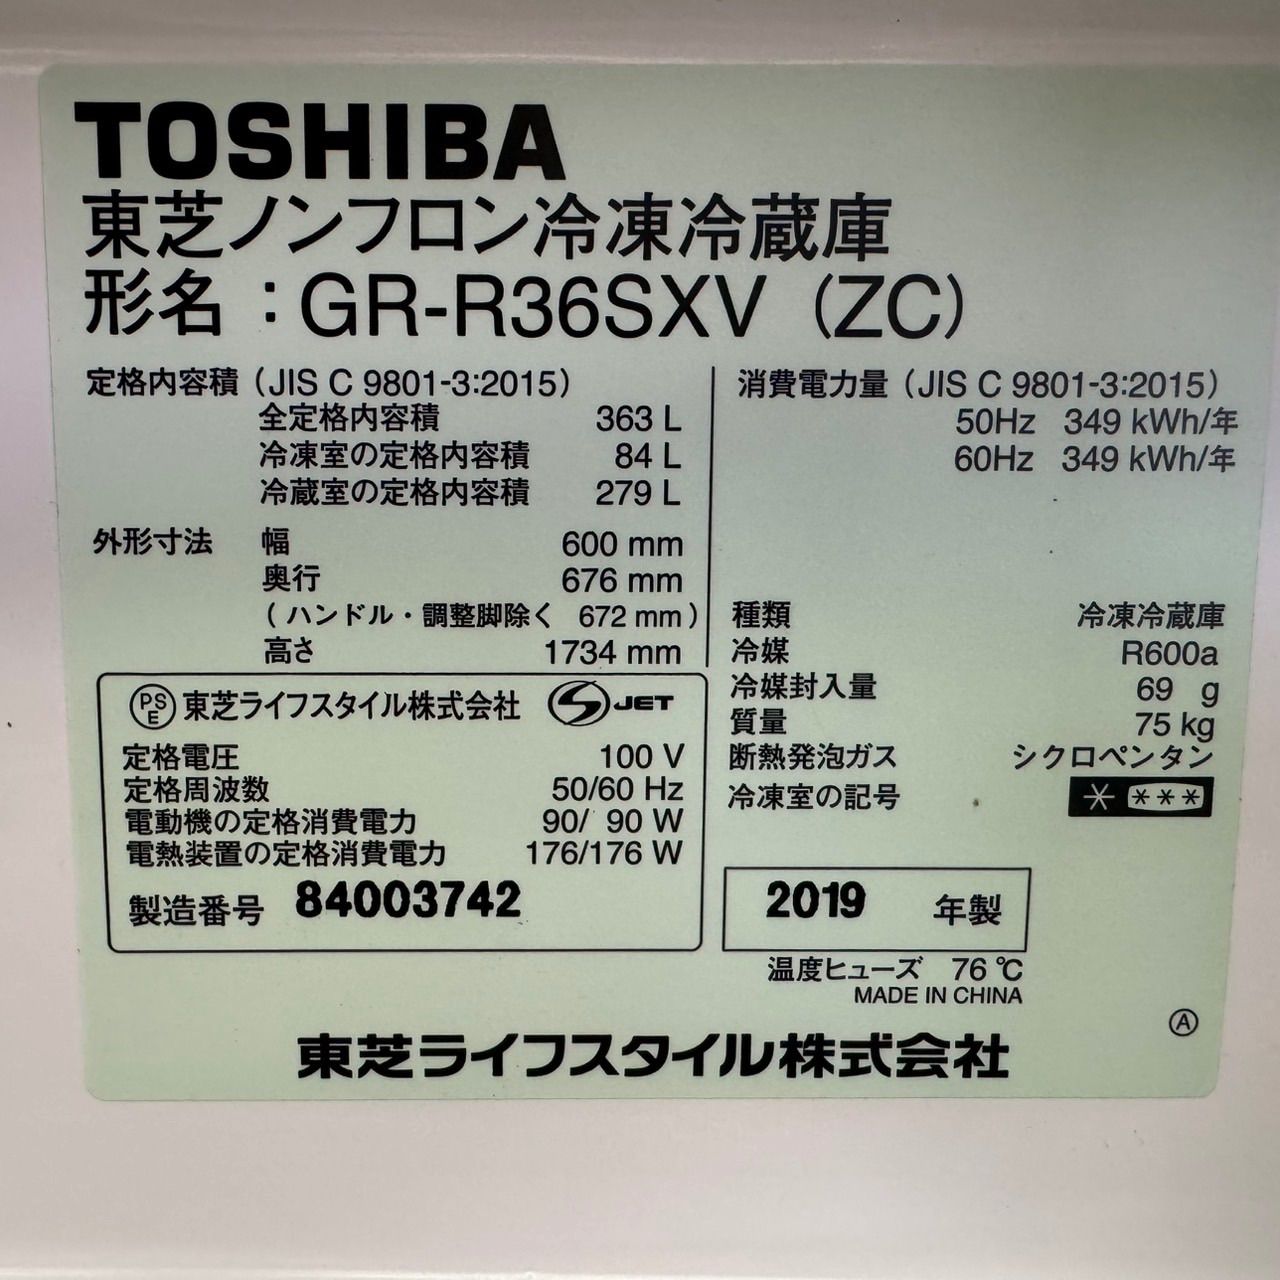 TOSHIBA
東芝ノンフロン冷凍冷蔵庫
形名：GR-R36SXV (ZC)
定格内容積 (JIS C 9801-3:2015)
全定格内容積 363 L
冷凍室の定格内容積 84 L
冷蔵室の定格内容積 279 L
外形寸法 幅 600 mm
奥行 676 mm
(ハンドル・調整脚除く 672 mm)
高さ 1734 mm
消費電力量 (JIS C 9801-3:2015)
50Hz 349 kWh/年
60Hz 349 kWh/年
種類 冷凍冷蔵庫
冷媒 R600a
冷媒封入量 69 g
質量 75 kg
断熱発泡ガス シクロペンタン
冷凍室の記号 * ***
PSE 東芝ライフスタイル株式会社 S JET
定格電圧 100 V
定格周波数 50/60 Hz
電動機の定格消費電力 90/ 90 W
電熱装置の定格消費電力 176/176 W
製造番号 84003742
2019 年製
温度ヒューズ 76 ℃
MADE IN CHINA
Ⓐ
東芝ライフスタイル株式会社